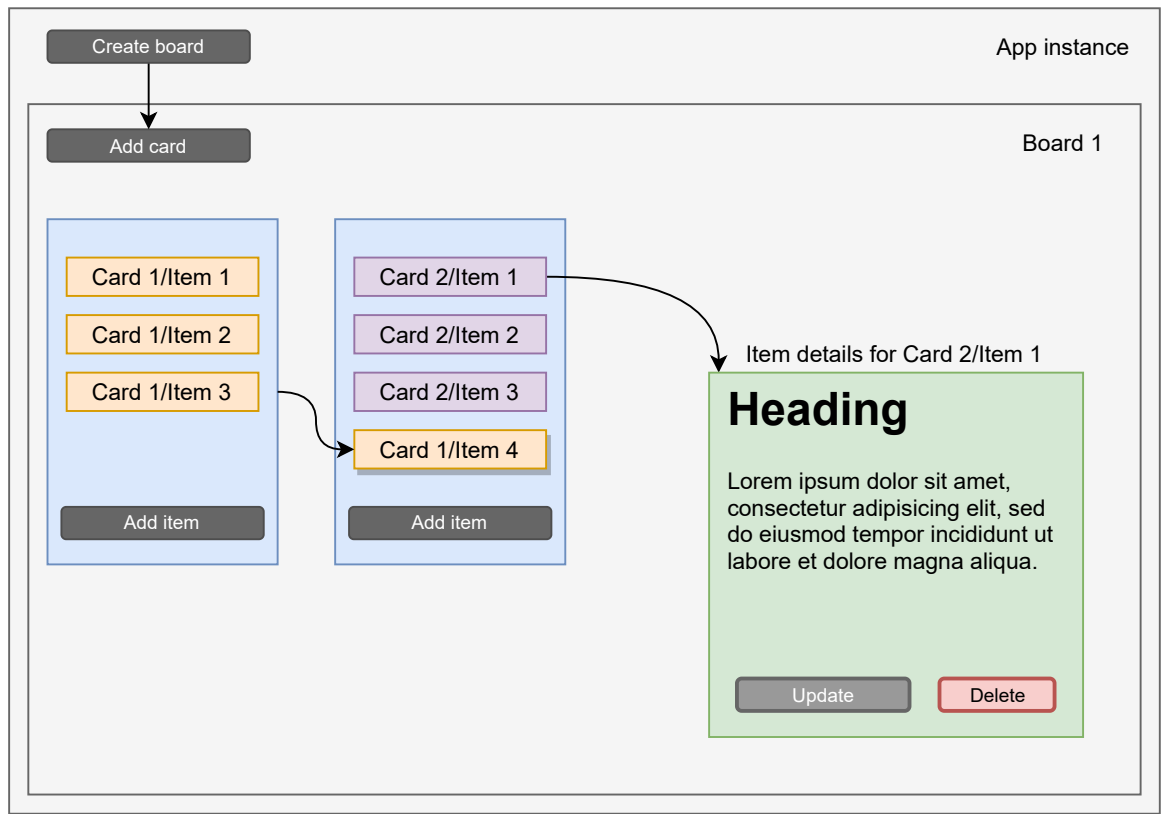 Create board
App instance
Add card
Board 1
Card 1/Item 1
Card 1/Item 2
Card 1/Item 3
Add item
Card 2/Item 1
Card 2/Item 2
Card 2/Item 3
Card 1/Item 4
Add item
Item details for Card 2/Item 1
Heading
Lorem ipsum dolor sit amet,
consectetur adipisicing elit, sed
do eiusmod tempor incididunt ut
labore et dolore magna aliqua.
Update
Delete